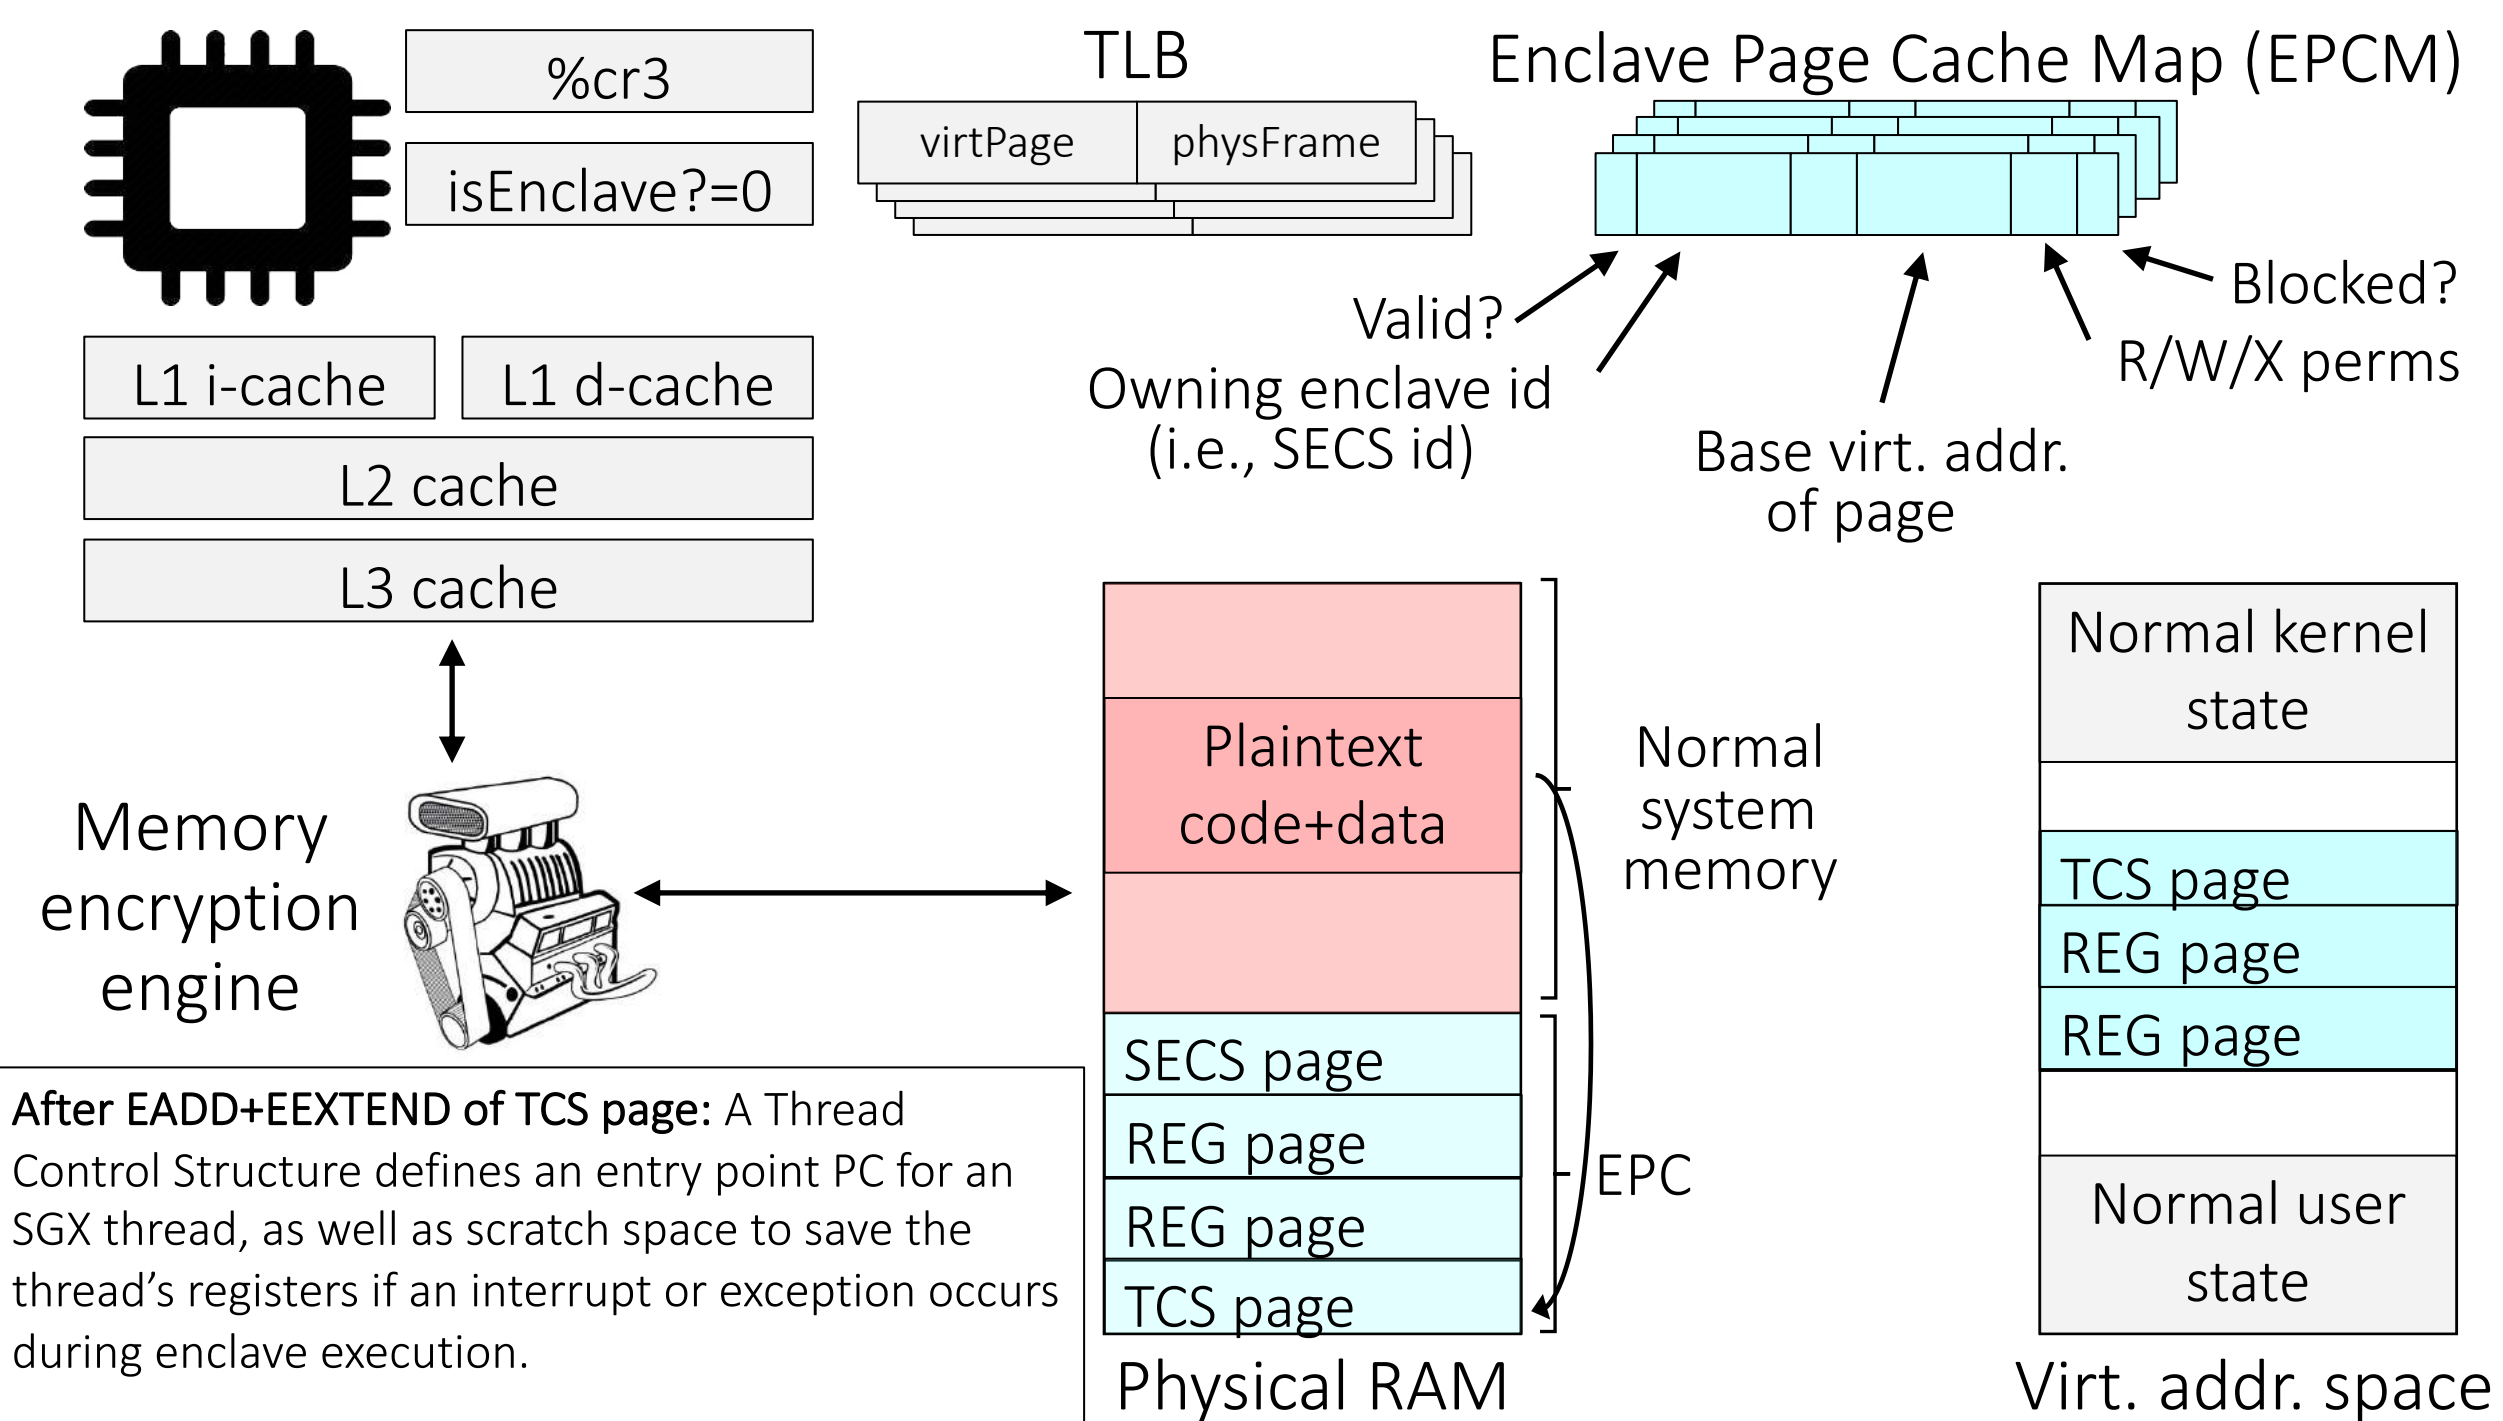 %cr3
isEnclave?=0
TLB
virtPage
physFrame
Enclave Page Cache Map (EPCM)
Valid?
Owning enclave id
(i.e., SECS id)
Base virt. addr.
of page
R/W/X perms
Blocked?
L1 i-cache
L1 d-cache
L2 cache
L3 cache
Memory
encryption
engine
Plaintext
code+data
SECS page
REG page
REG page
TCS page
Physical RAM
Normal
system
memory
EPC
Normal kernel
state
TCS page
REG page
REG page
Normal user
state
Virt. addr. space
After EADD+EEXTEND of TCS page: A Thread
Control Structure defines an entry point PC for an
SGX thread, as well as scratch space to save the
thread’s registers if an interrupt or exception occurs
during enclave execution.